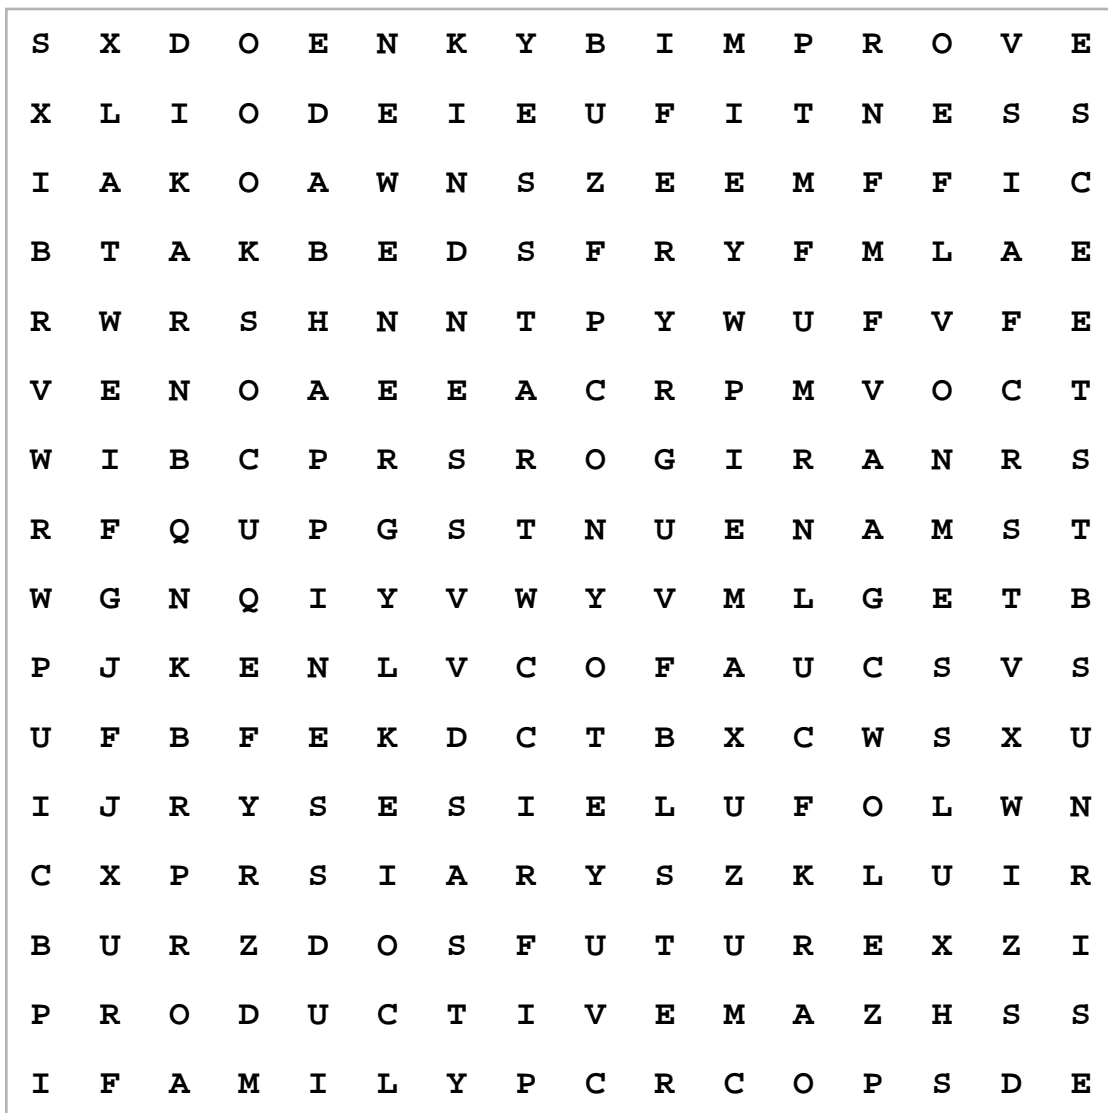 S X D O E N K Y B I M P R O V E
X L I O D E I E U F I T N E S S
I A K O A W N S Z E E M F F I C
B T A K B E D S F R Y F M L A E
R W R S H N N T P Y W U F V F E
V E N O A E E A C R P M V O C T
W I B C P R S R O G I R A N R S
R F Q U P G S T N U E N A M S T
W G N Q I Y V W Y V M L G E T B
P J K E N L V C O F A U C S V S
U F B F E K D C T B X C W S X U
I J R Y S E S I E L U F O L W N
C X P R S I A R Y S Z K L U I R
B U R Z D O S F U T U R E X Z I
P R O D U C T I V E M A Z H S S
I F A M I L Y P C R C O P S D E